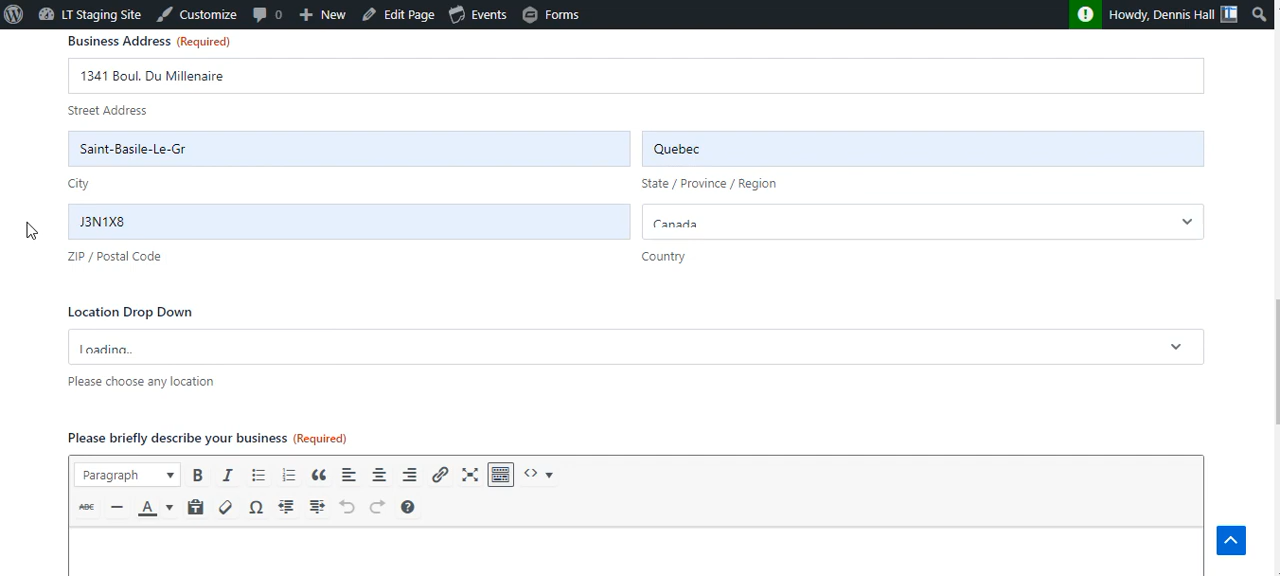 LT Staging Site Customize 0 New Edit Page Events Forms Howdy, Dennis Hall
Business Address (Required)
1341 Boul. Du Millenaire
Street Address
Saint-Basile-Le-Gr Quebec
City State / Province / Region
J3N1X8 Canada
ZIP / Postal Code Country
Location Drop Down
Loading..
Please choose any location
Please briefly describe your business (Required)
Paragraph B I
ABC A Ω